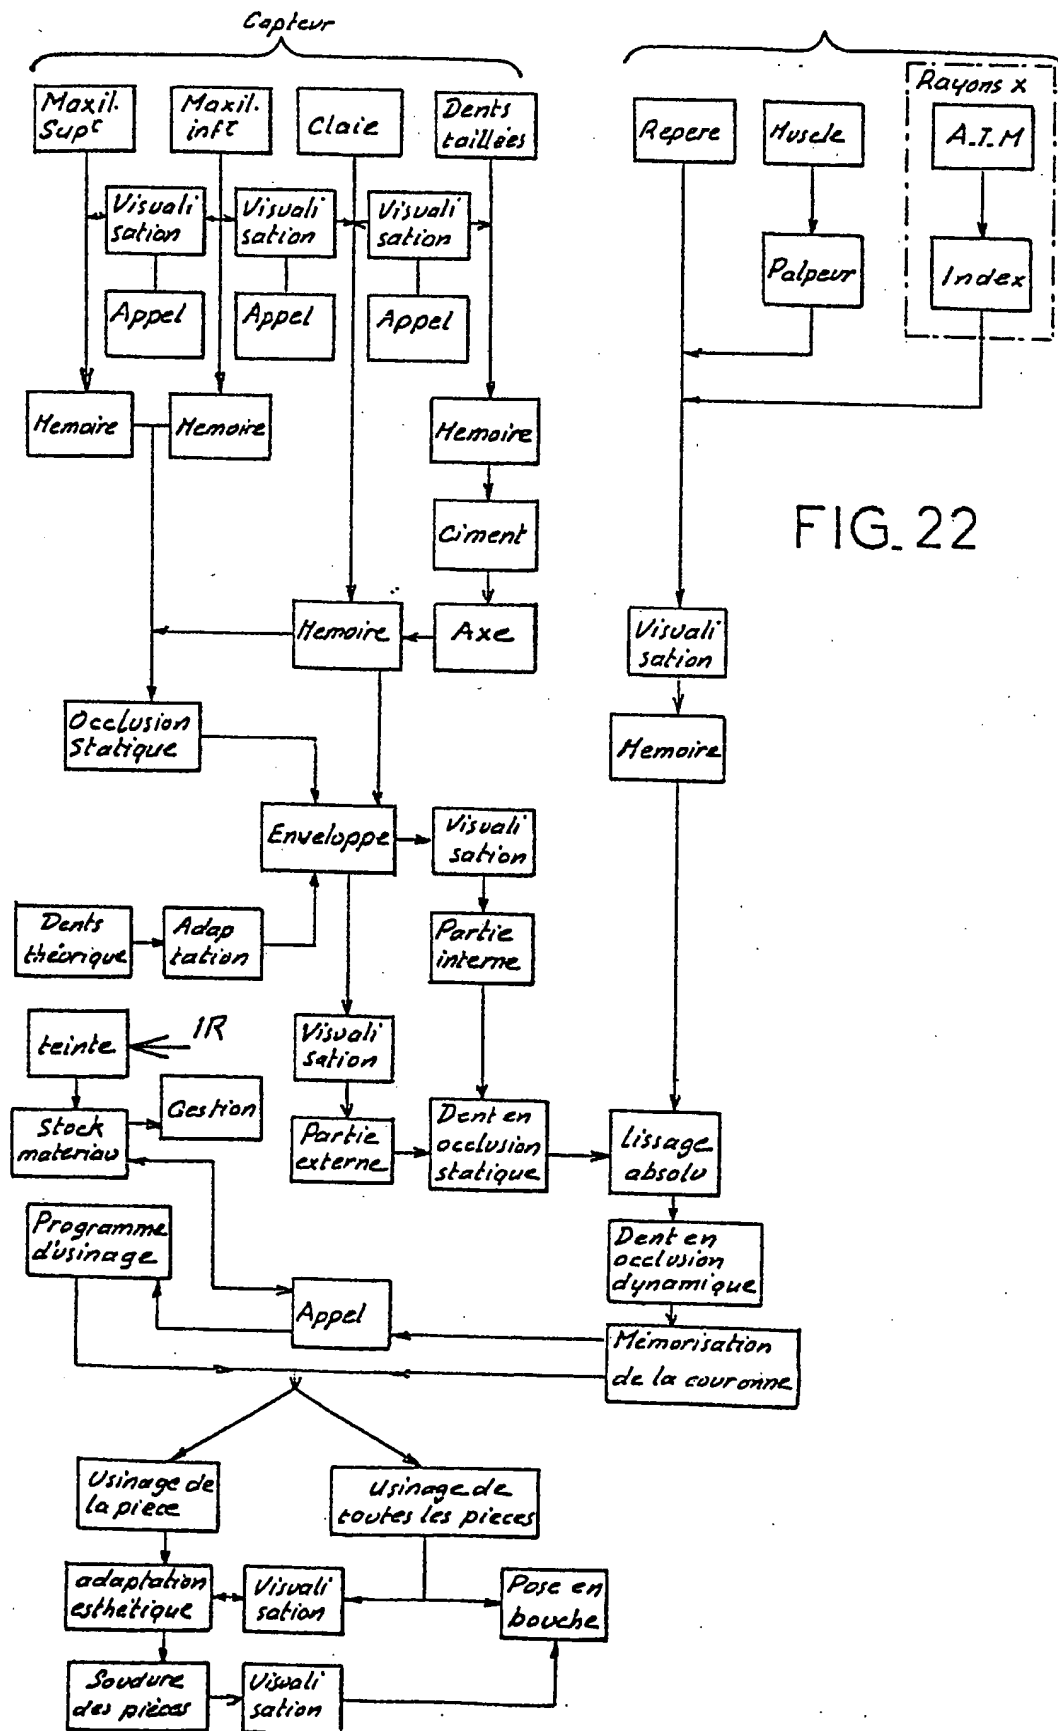 Capteur
Maxil.
Supr
Maxil.
infr
Claie
Dents
taillées
Rayons x
Repere
Muscle
A.T.M
Visuali
sation
Visuali
sation
Visuali
sation
Palpeur
Index
Appel
Appel
Appel
Memoire
Memoire
Memoire
Ciment
FIG. 22
Memoire
Axe
Visuali
sation
Occlusion
Statique
Memoire
Enveloppe
Visuali
sation
Dents
théorique
Adap
tation
Partie
interne
teinte
IR
Visuali
sation
Stock
materiau
Gestion
Partie
externe
Dent en
occlusion
statique
lissage
absolu
Programme
d'usinage
Dent en
occlusion
dynamique
Appel
Mémorisation
de la couronne
Usinage de
la pièce
Usinage de
toutes les pieces
adaptation
esthétique
Visuali
sation
Pose en
bouche
Soudure
des pièces
Visuali
sation